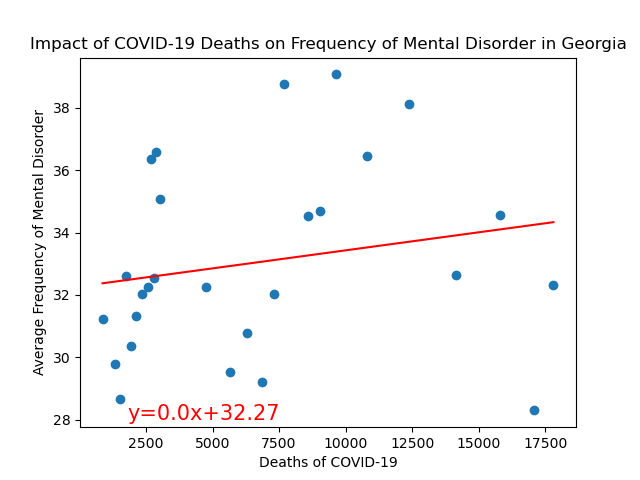 Impact of COVID-19 Deaths on Frequency of Mental Disorder in Georgia
Average Frequency of Mental Disorder
38
36
34
32
30
28
y=0.0x+32.27
2500 5000 7500 10000 12500 15000 17500
Deaths of COVID-19